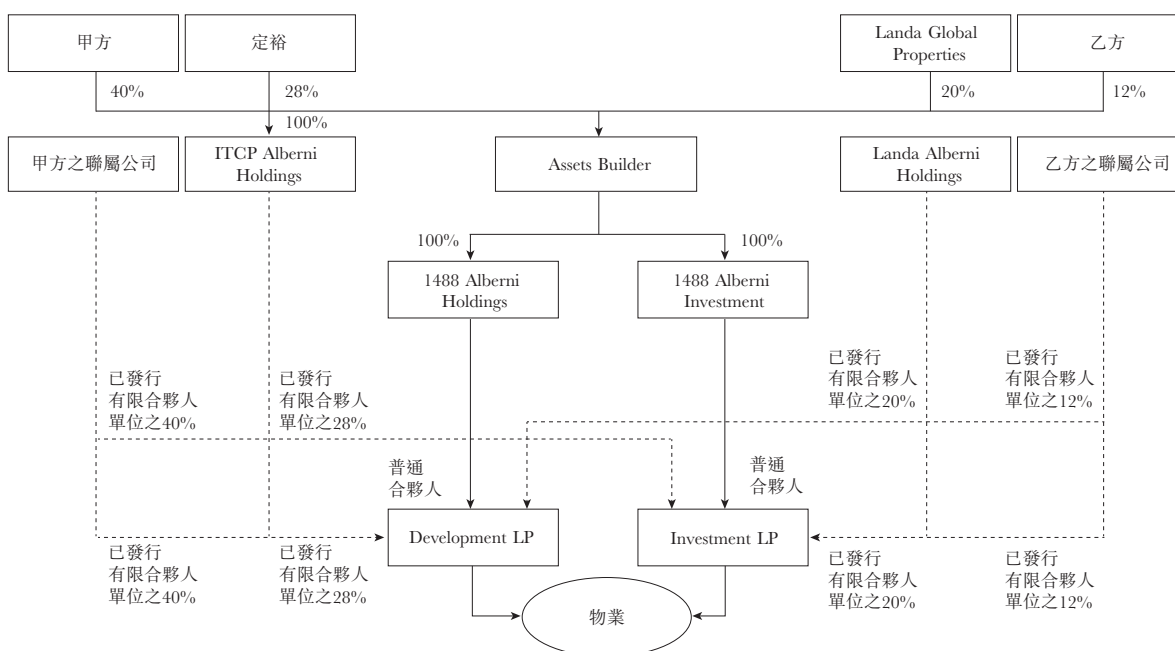 甲方
定裕
Landa Global
Properties
乙方
40%
28%
20%
12%
100%
甲方之聯屬公司
ITCP Alberni
Holdings
Assets Builder
Landa Alberni
Holdings
乙方之聯屬公司
100%
100%
1488 Alberni
Holdings
1488 Alberni
Investment
已發行
有限合夥人
單位之40%
已發行
有限合夥人
單位之28%
已發行
有限合夥人
單位之20%
已發行
有限合夥人
單位之12%
普通
合夥人
普通
合夥人
Development LP
Investment LP
已發行
有限合夥人
單位之40%
已發行
有限合夥人
單位之28%
已發行
有限合夥人
單位之20%
已發行
有限合夥人
單位之12%
物業